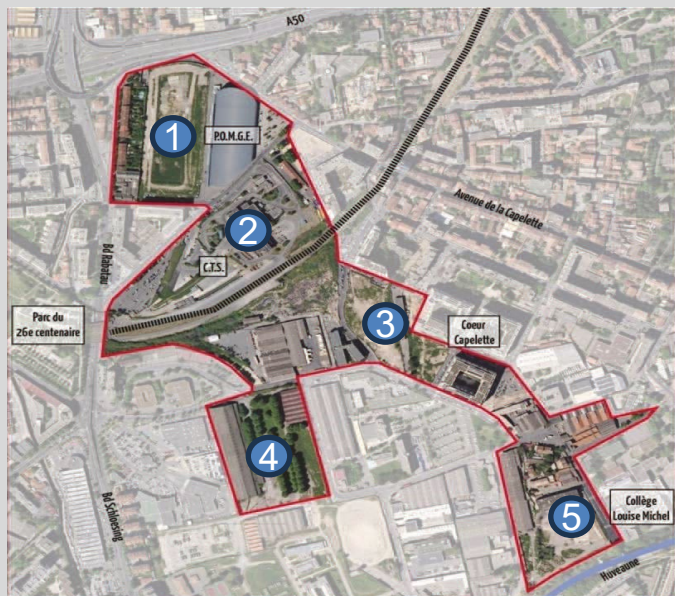 A50
1
P.O.M.G.E.
2
Avenue de la Capelette
Bd Rabatau
C.T.S.
Parc du
26e centenaire
3
Coeur
Capelette
4
Bd Schloesing
5
Collège
Louise Michel
Huveaune